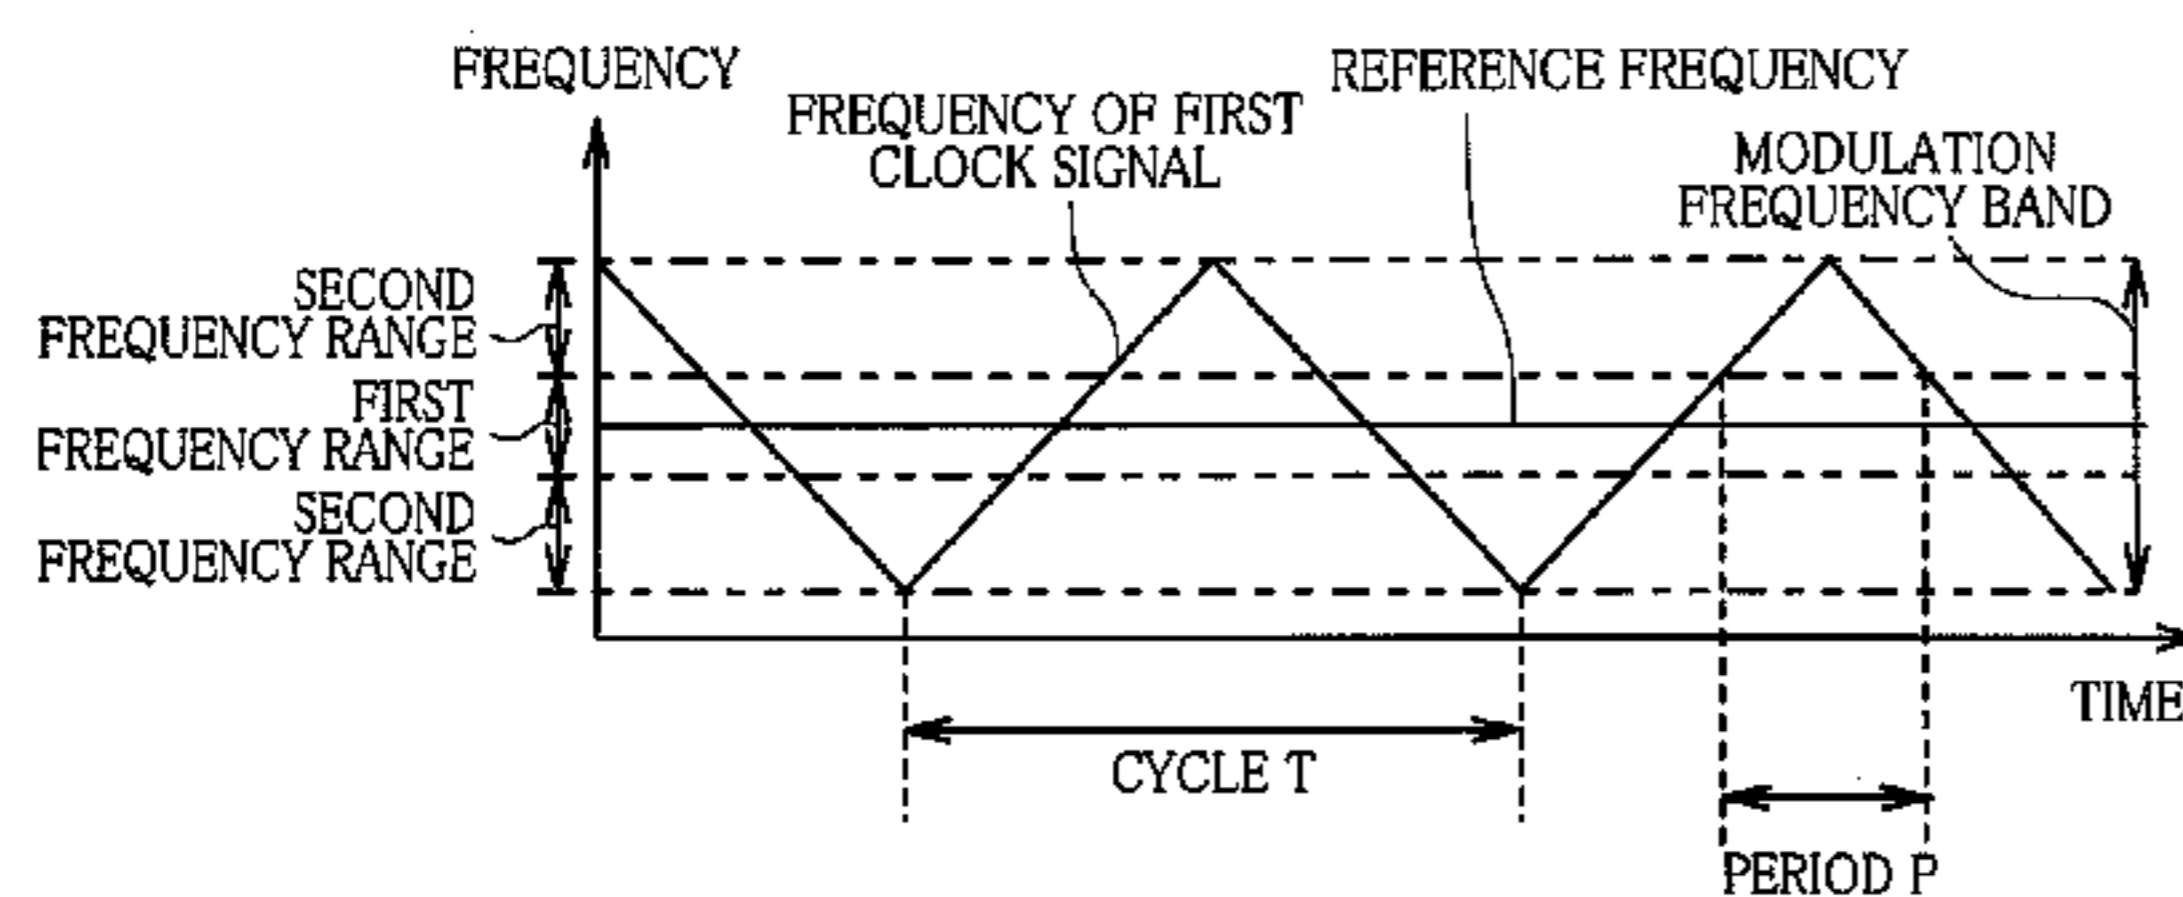 FREQUENCY
REFERENCE FREQUENCY
FREQUENCY OF FIRST
CLOCK SIGNAL
MODULATION
FREQUENCY BAND
SECOND
FREQUENCY RANGE
FIRST
FREQUENCY RANGE
SECOND
FREQUENCY RANGE
TIME
CYCLE T
PERIOD P